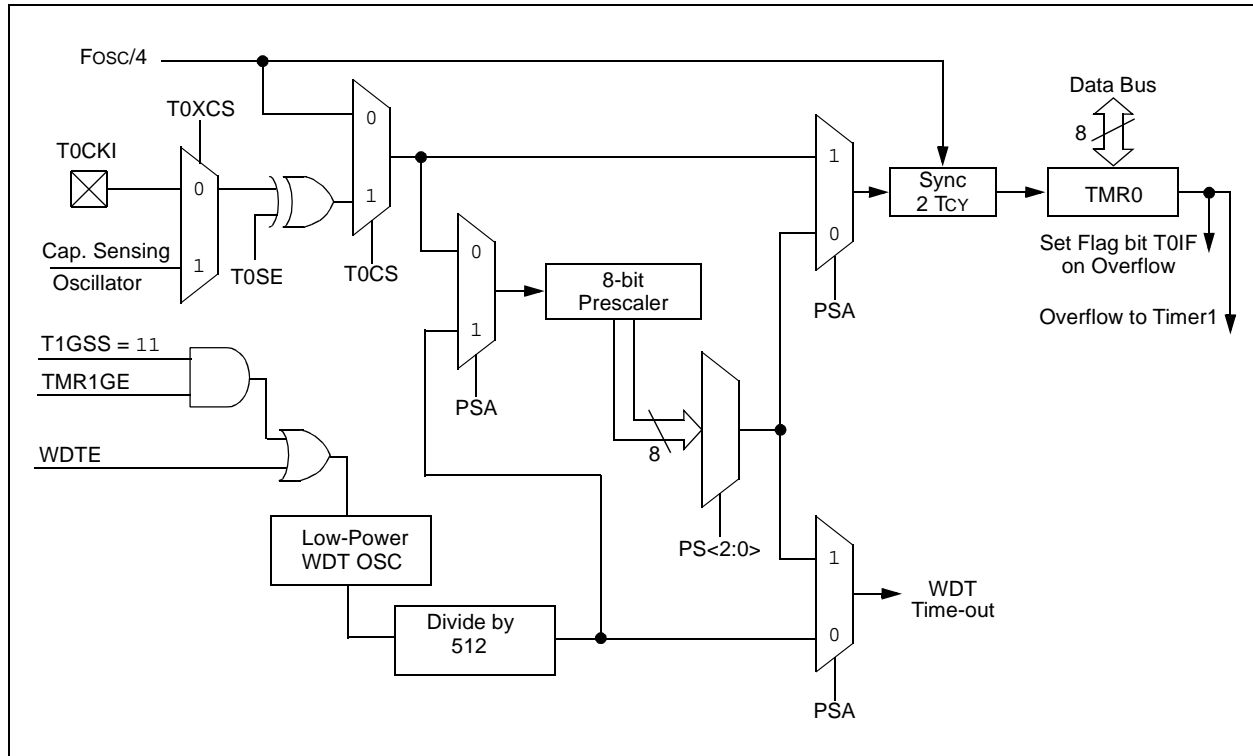 FOSC/4
T0XCS
T0CKI
0
1
Cap. Sensing
Oscillator
T0SE
0
1
T0CS
0
1
PSA
8-bit
Prescaler
8
PS<2:0>
1
0
PSA
Sync
2 TCY
Data Bus
8
TMR0
Set Flag bit T0IF
on Overflow
Overflow to Timer1
T1GSS = 11
TMR1GE
WDTE
Low-Power
WDT OSC
Divide by
512
1
0
PSA
WDT
Time-out